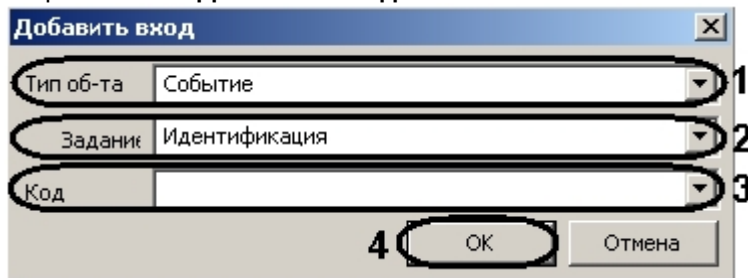 Добавить вход
Тип об-та Событие 1
Задание Идентификация 2
Код 3
4 OK Отмена